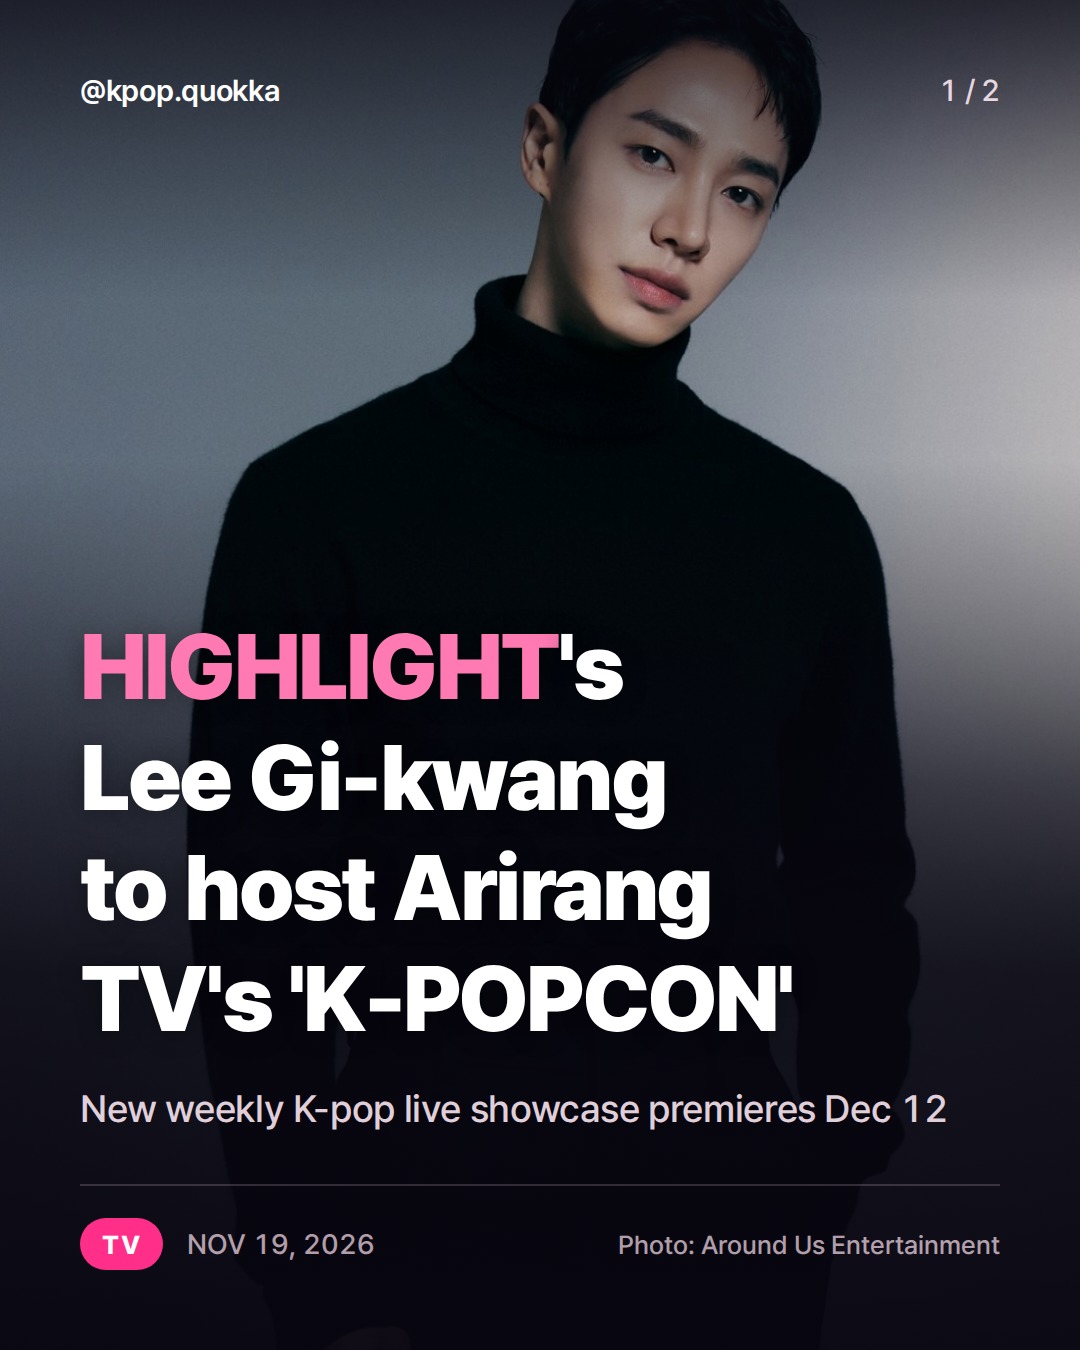 @kpop.quokka
1 / 2
HIGHLIGHT's
Lee Gi-kwang
to host Arirang
TV's 'K-POPCON'
New weekly K-pop live showcase premieres Dec 12
TV
NOV 19, 2026
Photo: Around Us Entertainment